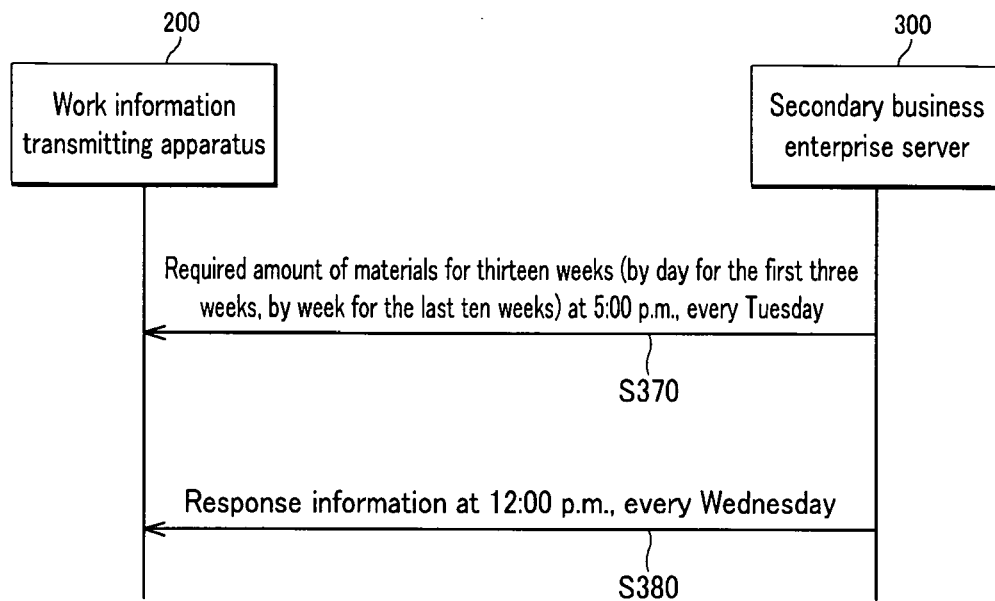 200
300
Work information
transmitting apparatus
Secondary business
enterprise server
Required amount of materials for thirteen weeks (by day for the first three
weeks, by week for the last ten weeks) at 5:00 p.m., every Tuesday
S370
Response information at 12:00 p.m., every Wednesday
S380